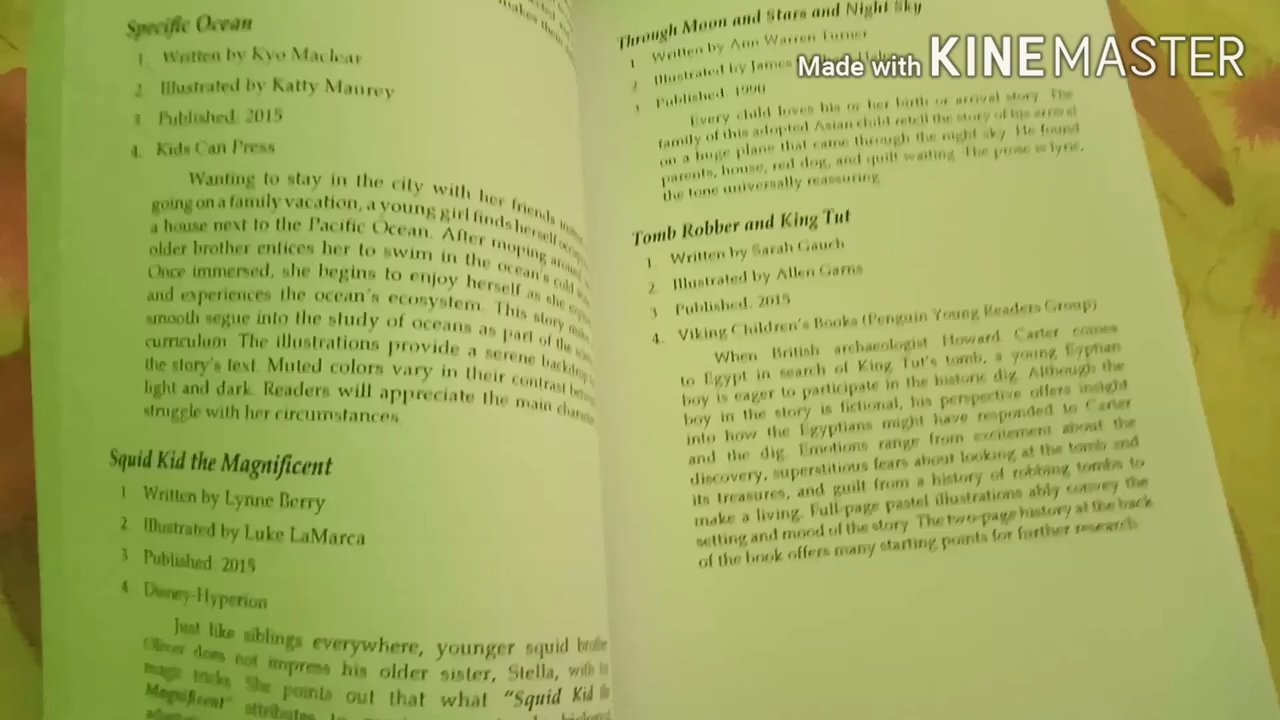 makes them
Specific Ocean
1. Written by Kyo Maclear
2. Illustrated by Katty Maurey
3. Published: 2015
4. Kids Can Press
Wanting to stay in the city with her friends
going on a family vacation, a young girl finds herself
a house next to the Pacific Ocean. After moping around
older brother entices her to swim in the ocean's cold
Once immersed, she begins to enjoy herself as she
and experiences the ocean's ecosystem. This story
smooth segue into the study of oceans as part of the
curriculum. The illustrations provide a serene backdrop
the story's text. Muted colors vary in their contrast
light and dark. Readers will appreciate the main
struggle with her circumstances.
Squid Kid the Magnificent
1 Written by Lynne Berry
2 Illustrated by Luke LaMarca
3 Published: 2015
4 Disney-Hyperion
Just like siblings everywhere, younger squid
Oliver does not impress his older sister, Stella, with
magic tricks. She points out that what "Squid Kid the
Magnificent" attributes to
Through Moon and Stars and Night Sky
1 Written by Ann Warren Turner
2 Illustrated by James
3 Published: 1990
Every child loves his or her birth or arrival story. The
family of this adopted Asian child retell the story of his arrival
on a huge plane that came through the night sky. He found
parents, house, red dog, and quilt waiting. The prose is lyric,
the tone universally reassuring.
Tomb Robber and King Tut
1. Written by Sarah Gauch
2. Illustrated by Allen Garns
3 Published: 2015
4. Viking Children's Books (Penguin Young Readers Group)
When British archaeologist Howard Carter comes
to Egypt in search of King Tut's tomb, a young Egyptian
boy is eager to participate in the historic dig. Although the
boy in the story is fictional, his perspective offers insight
into how the Egyptians might have responded to Carter
and the dig. Emotions range from excitement about the
discovery, superstitious fears about looking at the tomb and
its treasures, and guilt from a history of robbing tombs to
make a living. Full-page pastel illustrations ably convey the
setting and mood of the story. The two-page history at the back
of the book offers many starting points for further research.
Made with KINEMASTER